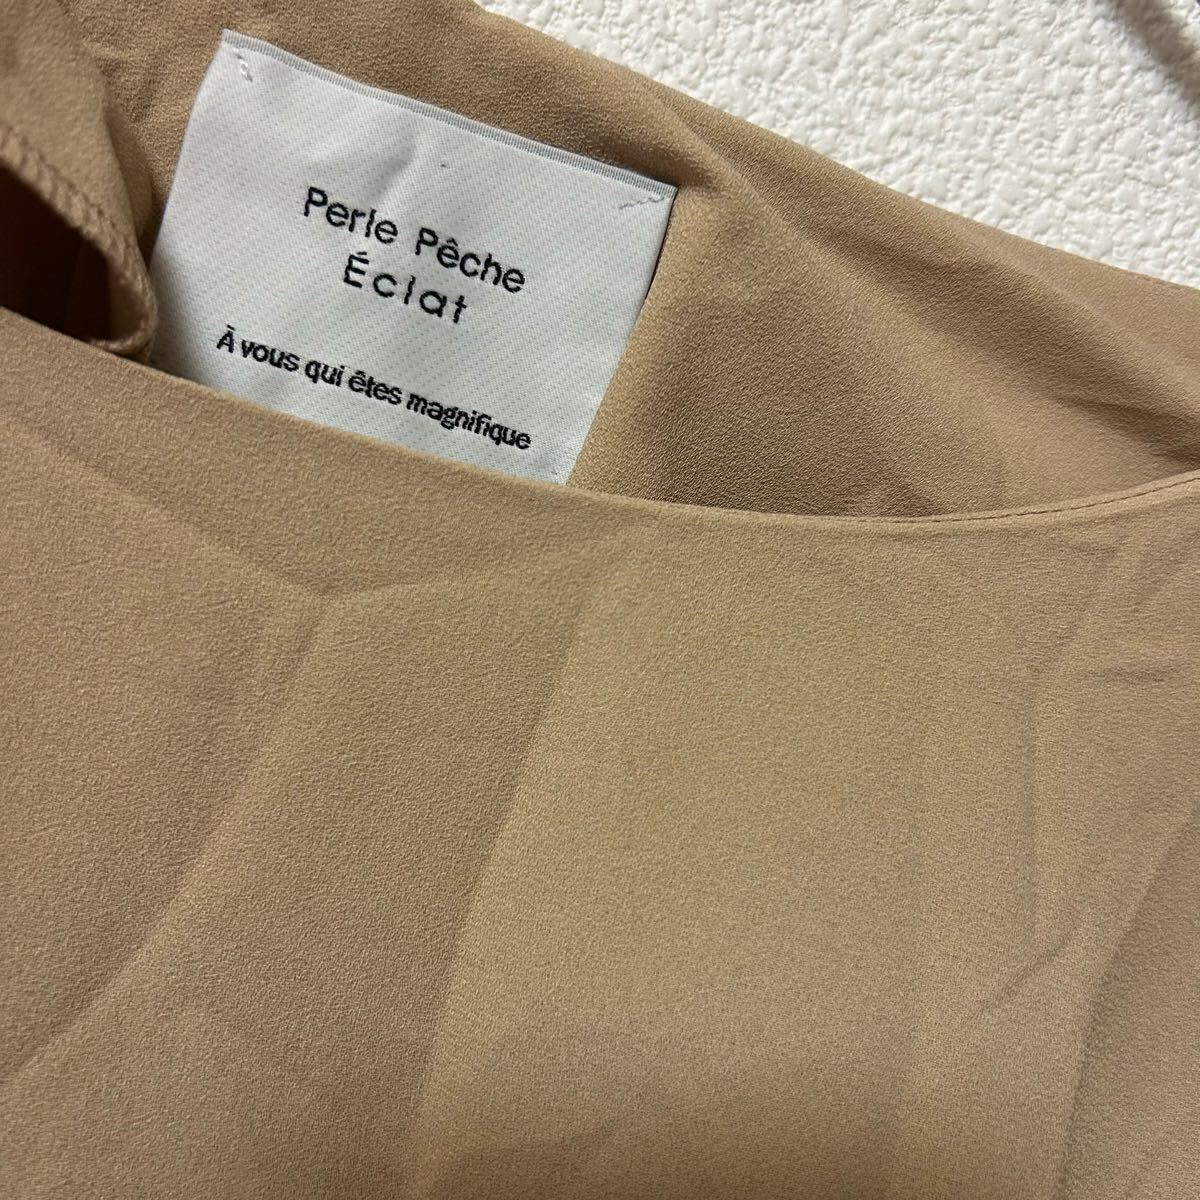 Perle Pêche
Éclat
À vous qui êtes magnifique